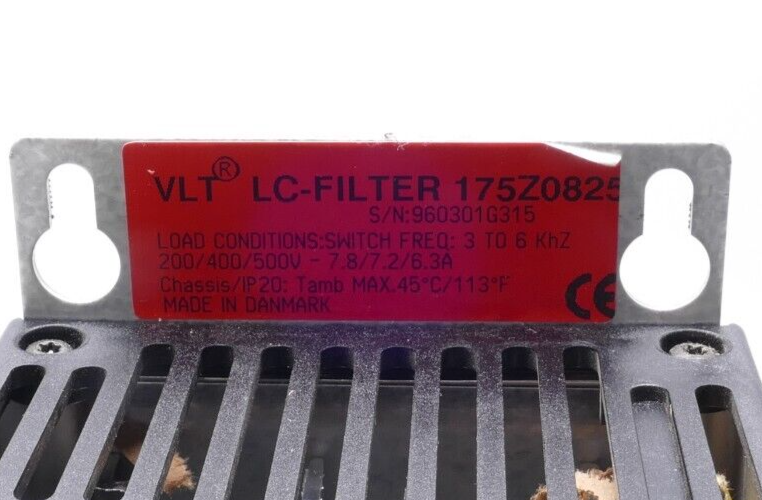 VLT® LC-FILTER 175Z0825
S/N:960301G315
LOAD CONDITIONS:SWITCH FREQ: 3 TO 6 KhZ
200/400/500V - 7.8/7.2/6.3A
Chassis/IP20: Tamb MAX.45°C/113°F
MADE IN DANMARK
CE